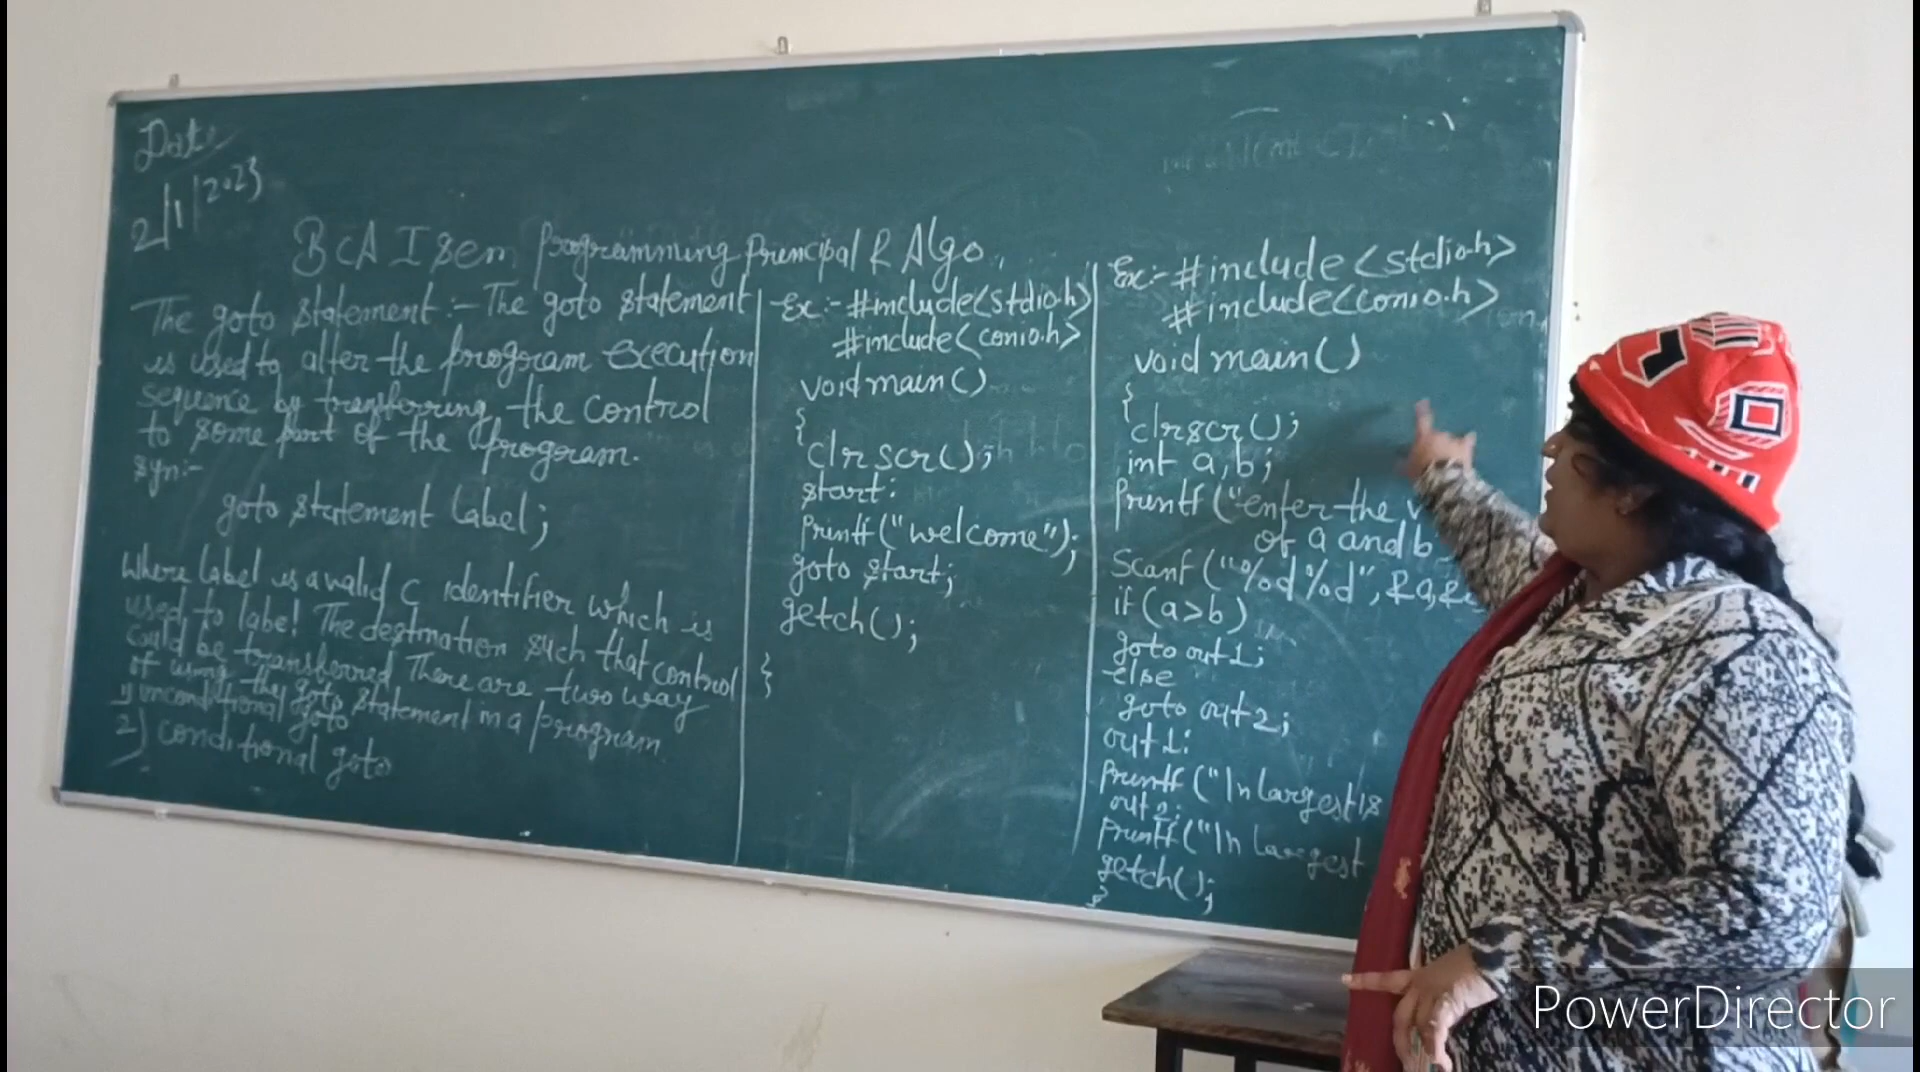 Date
2/1/2023
BCA I Sem Programming Prencipal & Algo.
The goto statement :- The goto statement
is used to alter the program execution
sequence by transferring the control
to some part of the program.
Syn:-
goto statement label;
Where label is a valid C identifier which is
used to label The destination such that control
could be transferred There are two way
of using the goto statement in a program
1) unconditional goto
2) conditional goto
Ex:- #include<stdio.h>
#include<conio.h>
void main()
{
clrscr();
start:
Printf("welcome");
goto start;
getch();
}
Ex:- #include<stdio.h>
#include<conio.h>
void main()
{
clrscr();
int a,b;
Printf("enter the
of a and b
Scanf("%d %d",&a,&
if (a>b)
goto out1;
else
goto out2;
out1:
Printf("\n largest is
out2:
Printf("\n largest
getch();
}
PowerDirector